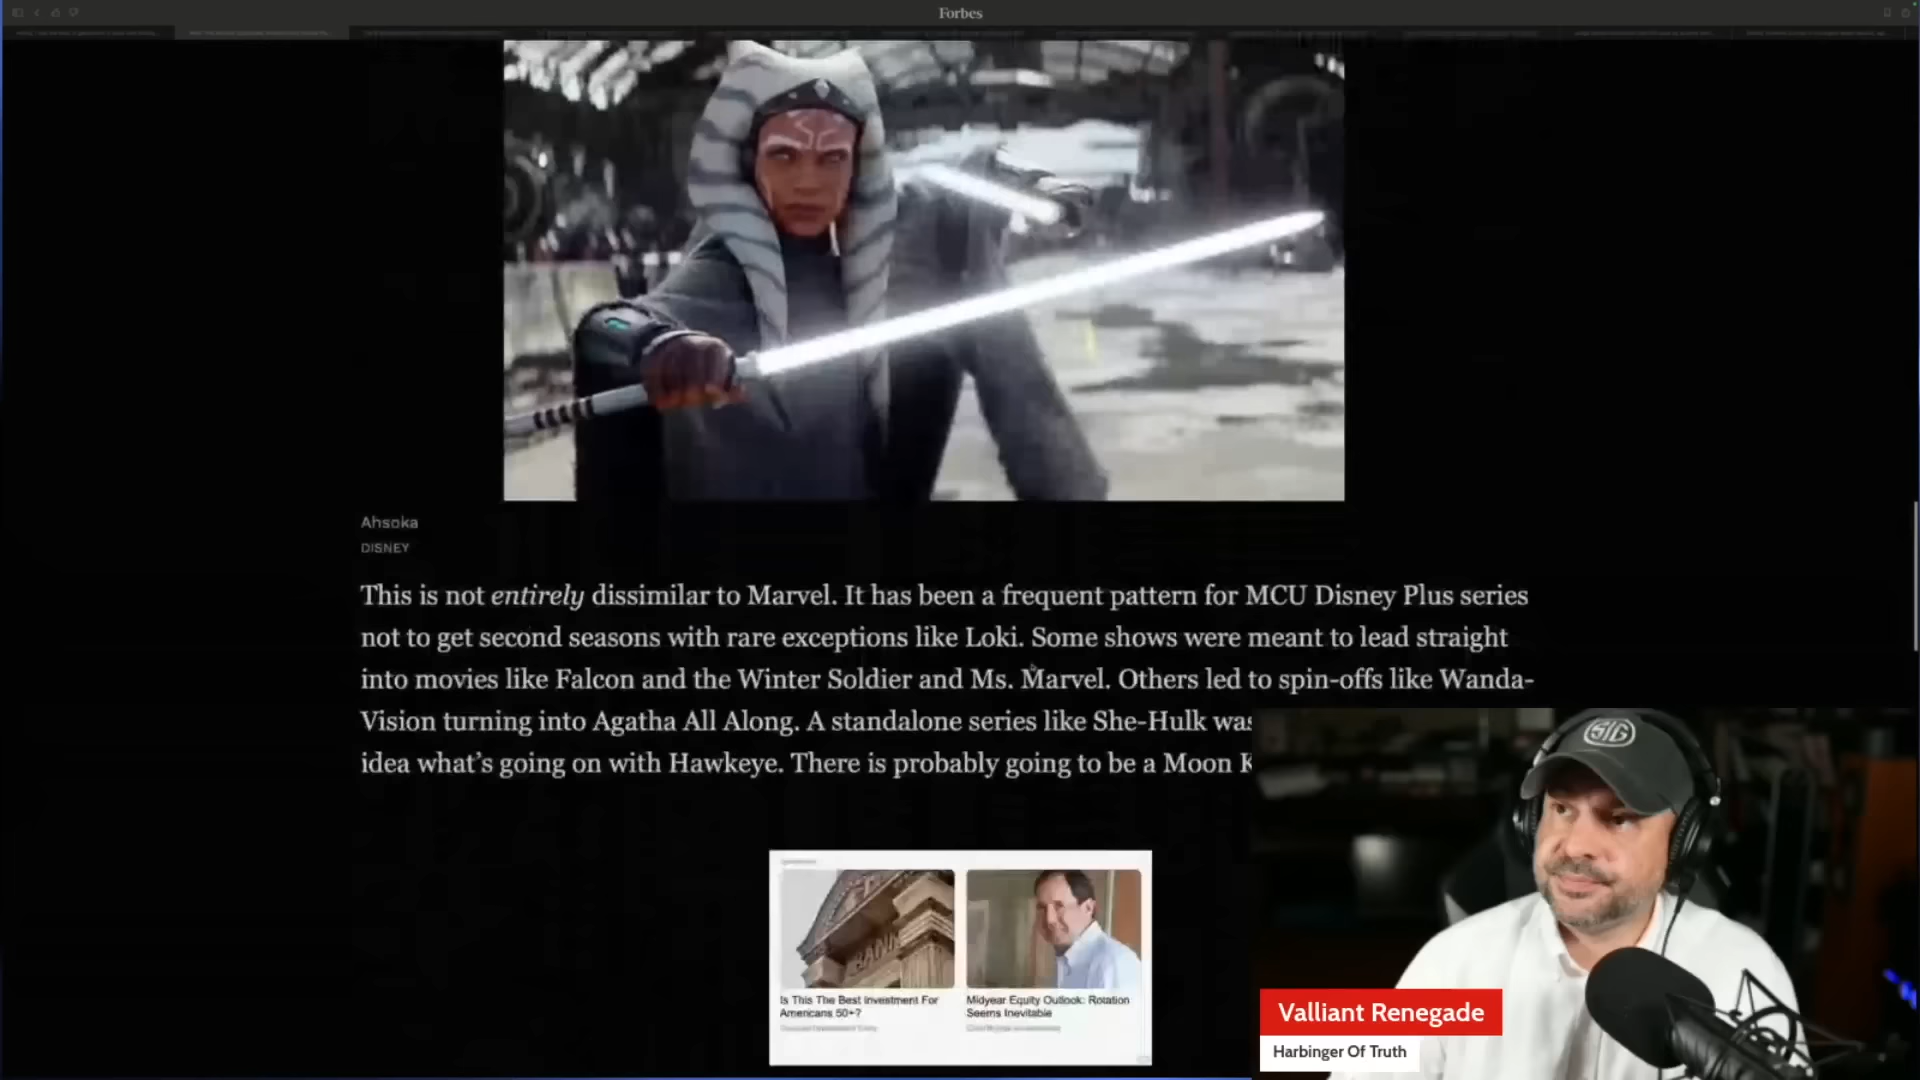 Forbes
Ahsoka
DISNEY
This is not entirely dissimilar to Marvel. It has been a frequent pattern for MCU Disney Plus series
not to get second seasons with rare exceptions like Loki. Some shows were meant to lead straight
into movies like Falcon and the Winter Soldier and Ms. Marvel. Others led to spin-offs like Wanda-
Vision turning into Agatha All Along. A standalone series like She-Hulk was
idea what's going on with Hawkeye. There is probably going to be a Moon K
SIG
BANK
Is This The Best Investment For
Americans 50+?
Midyear Equity Outlook: Rotation
Seems Inevitable
Valliant Renegade
Harbinger Of Truth